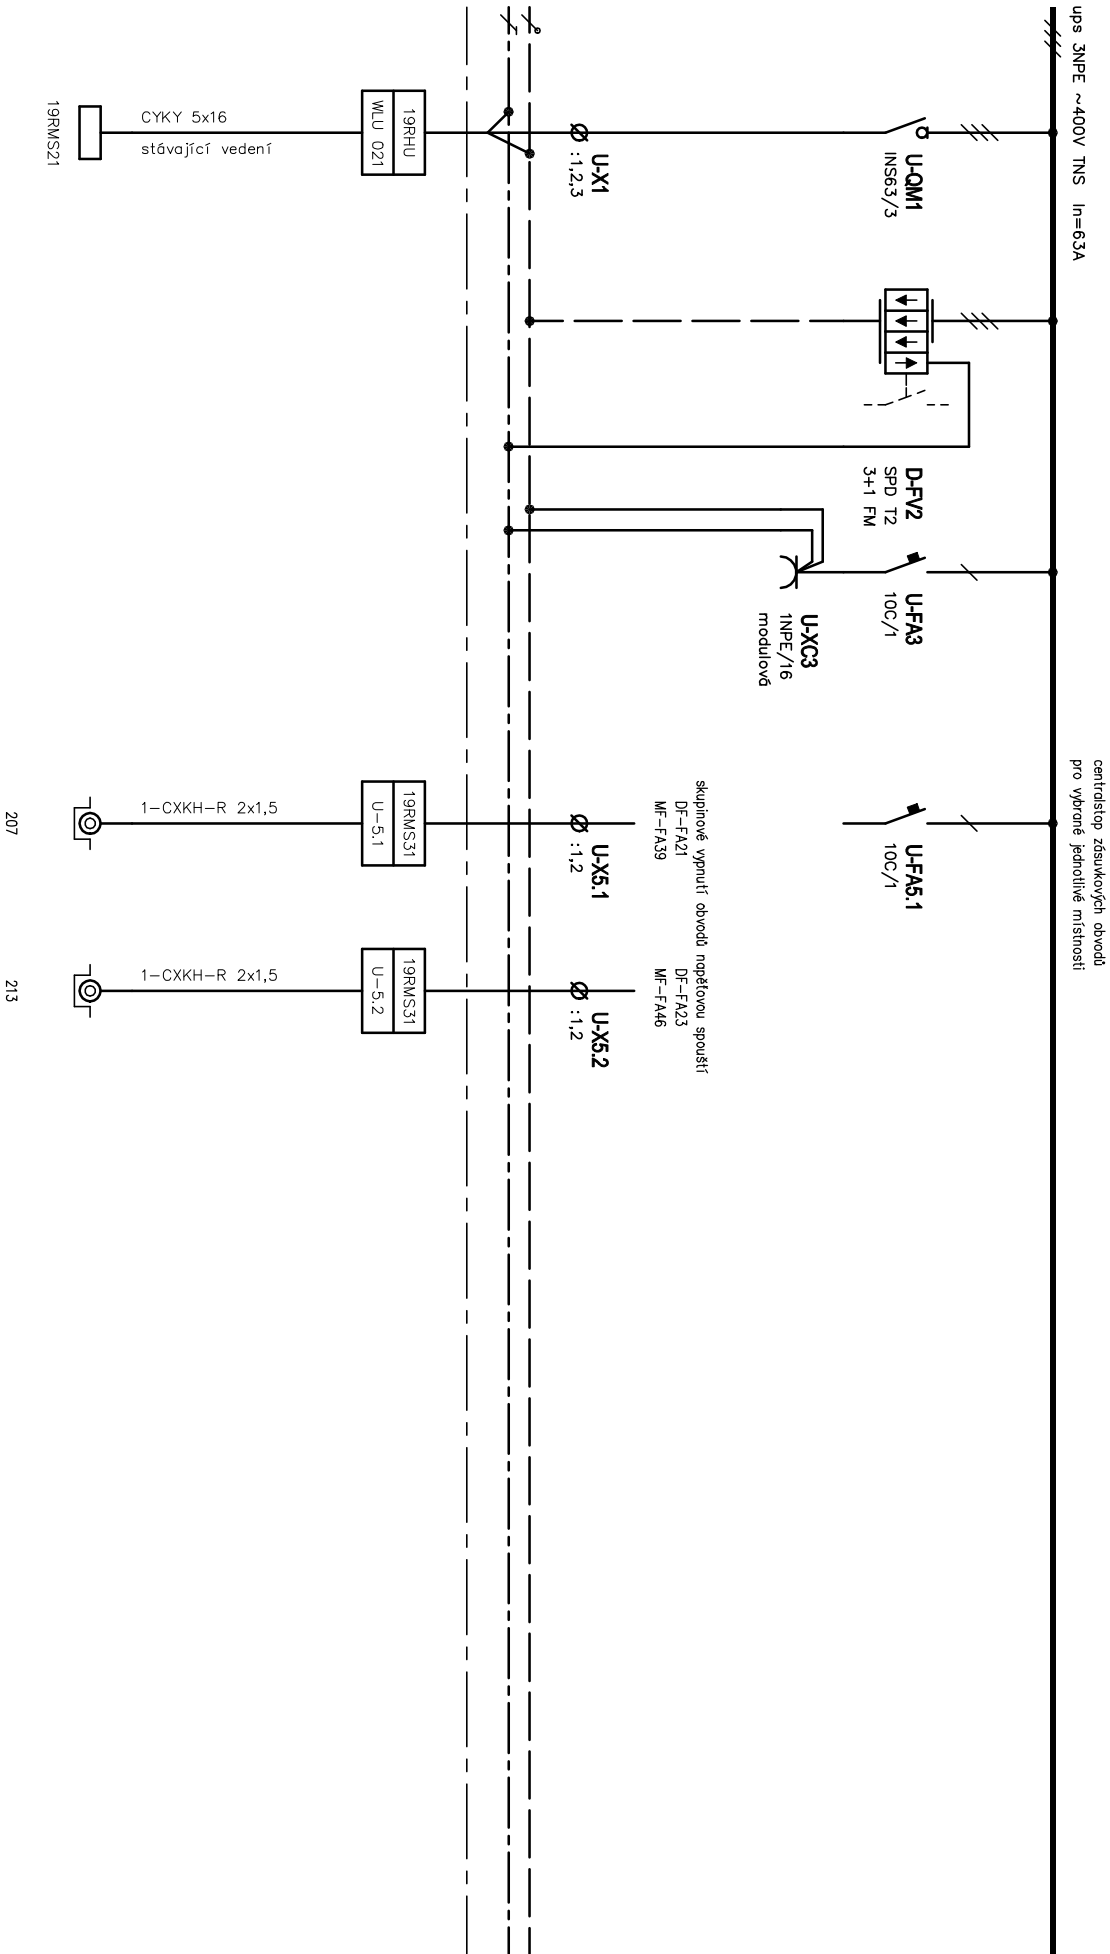 ups 3NPE ~400V TNS In=63A
centralstop zásuvkových obvodů
pro vybrané jednotlivé místnosti
U-QM1
INS63/3
D-FV2
SPD T2
3+1 FM
U-FA3
10C/1
U-FA5.1
10C/1
U-XC3
1NPE/16
modulová
skupinové vypnutí obvodů napěťovou spouští
DF-FA21
MF-FA39
DF-FA23
MF-FA46
U-X1
:1,2,3
U-X5.1
:1,2
U-X5.2
:1,2
19RHU
WLU 021
19RMS31
U-5.1
19RMS31
U-5.2
CYKY 5x16
stávající vedení
1-CXKH-R 2x1,5
1-CXKH-R 2x1,5
19RMS21
207
213